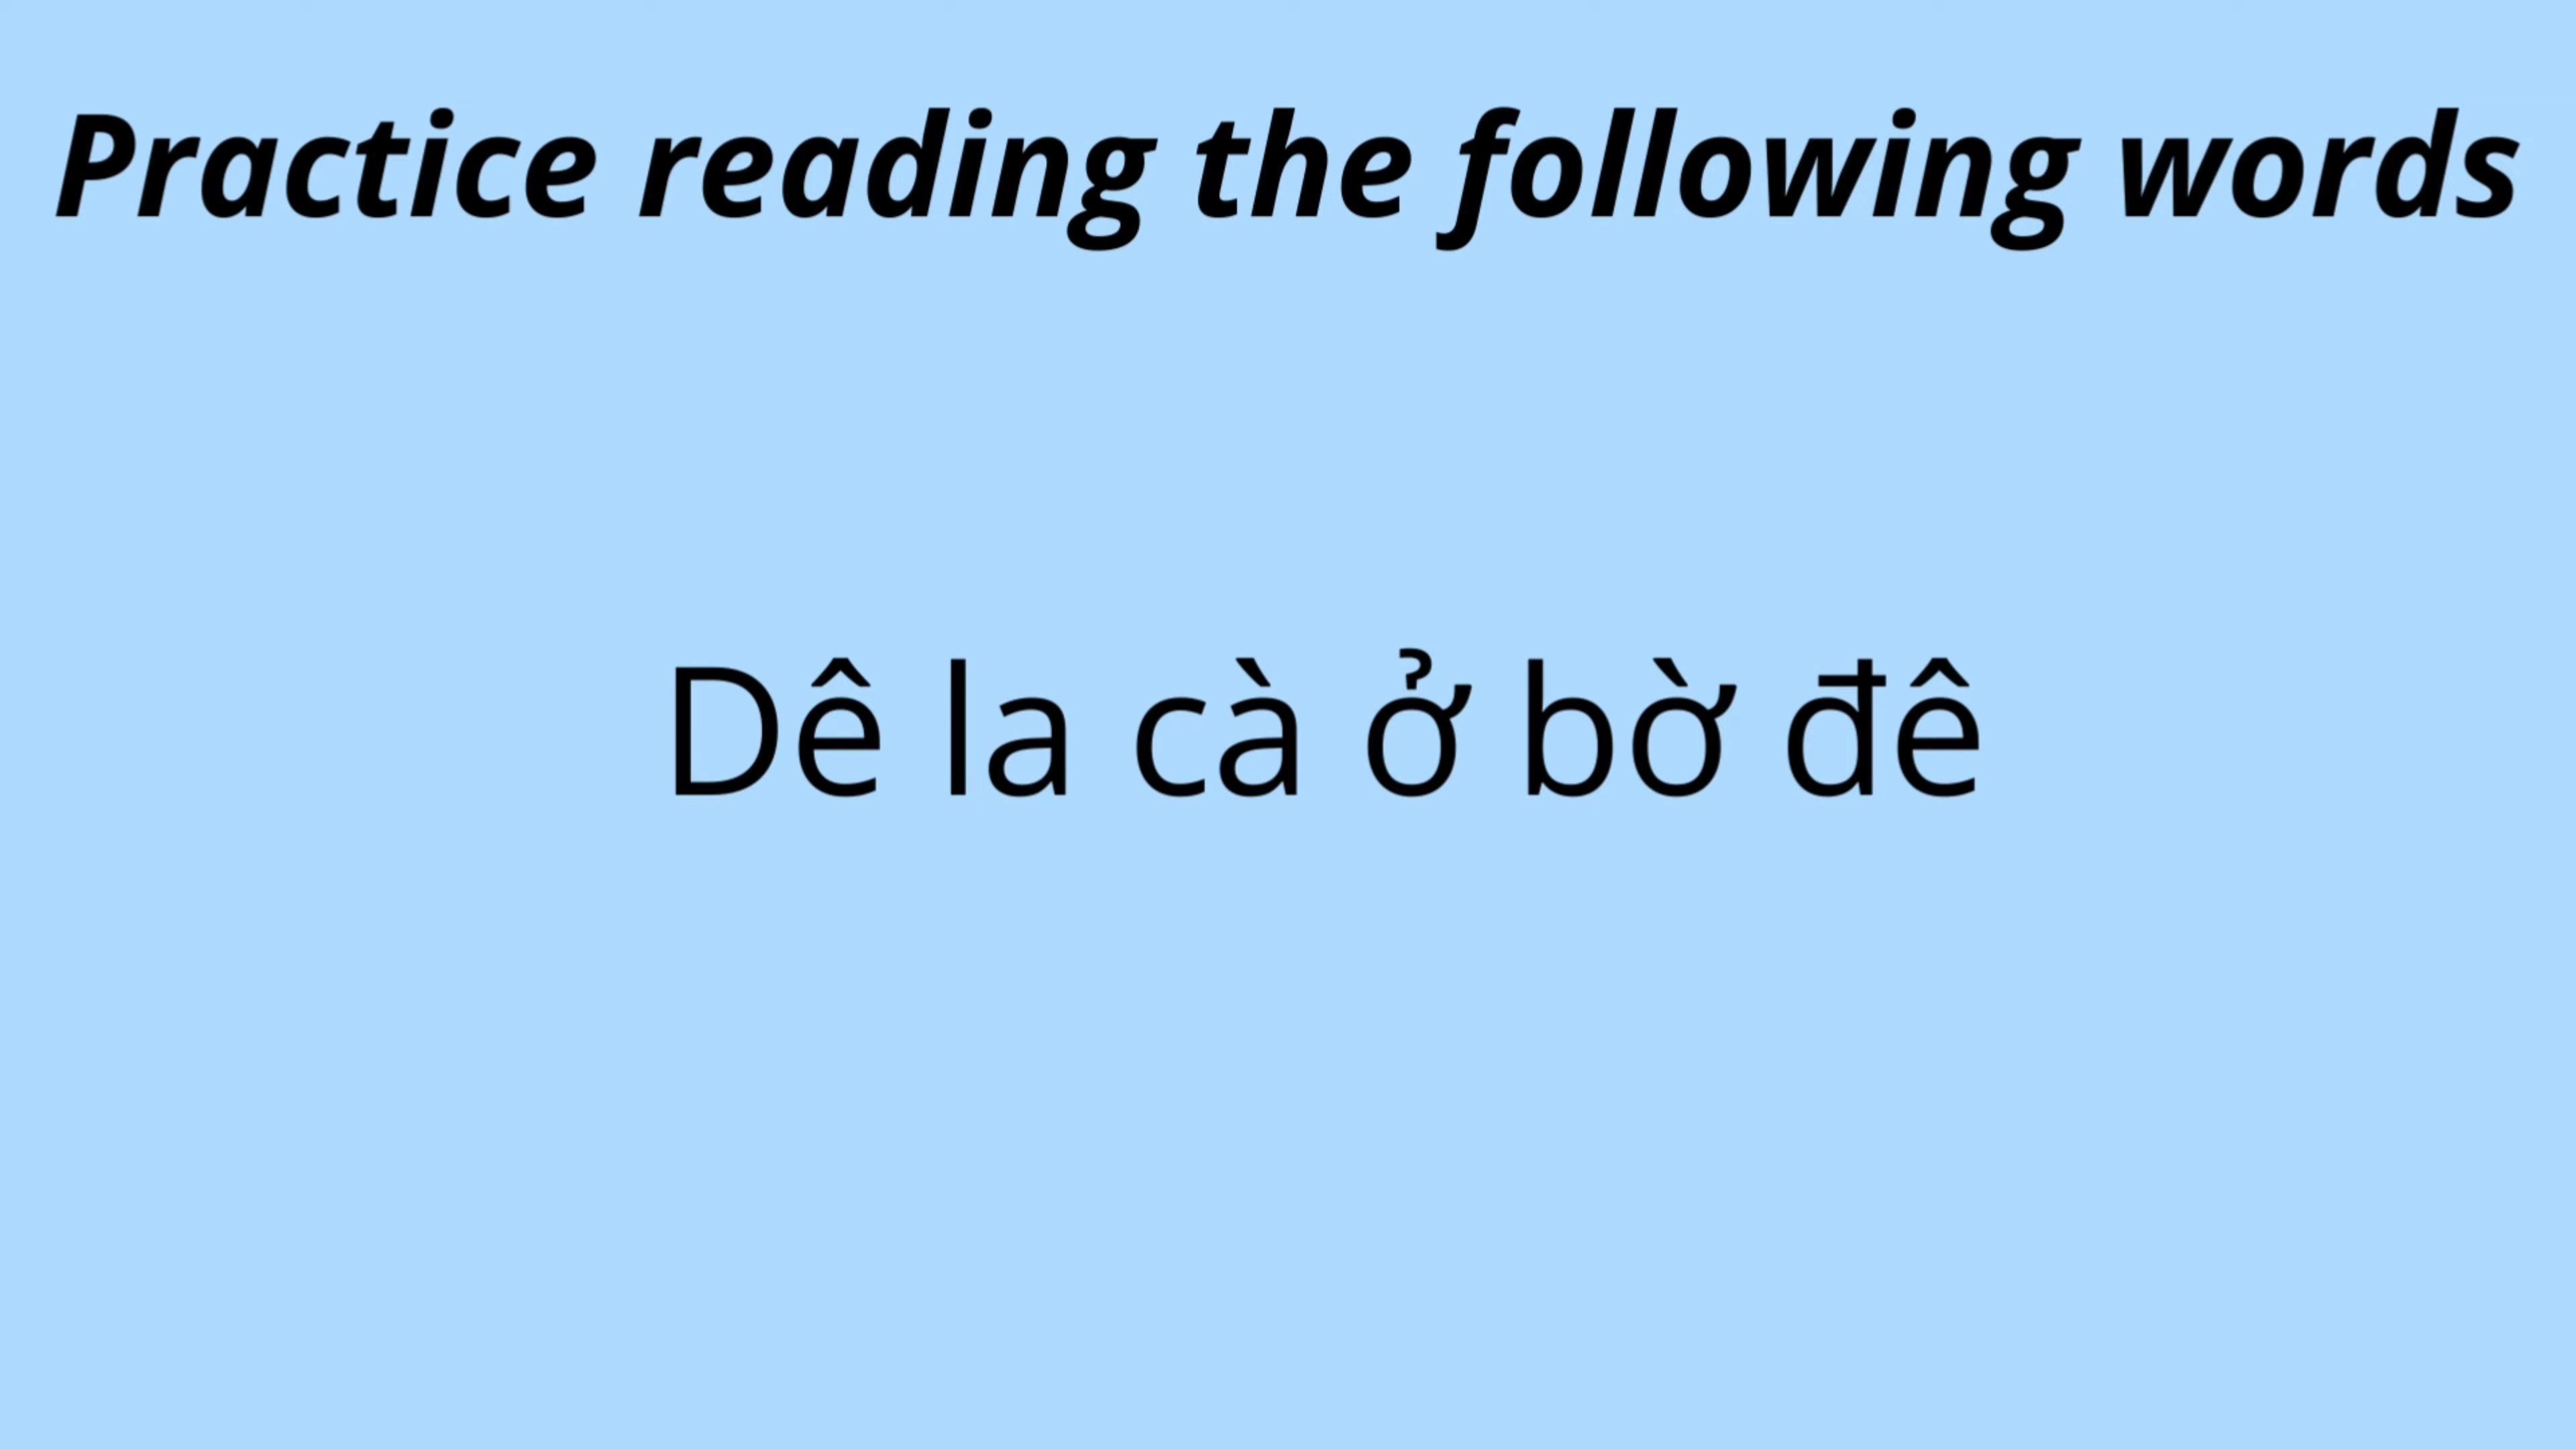 Practice reading the following words
Dê la cà ở bờ đê